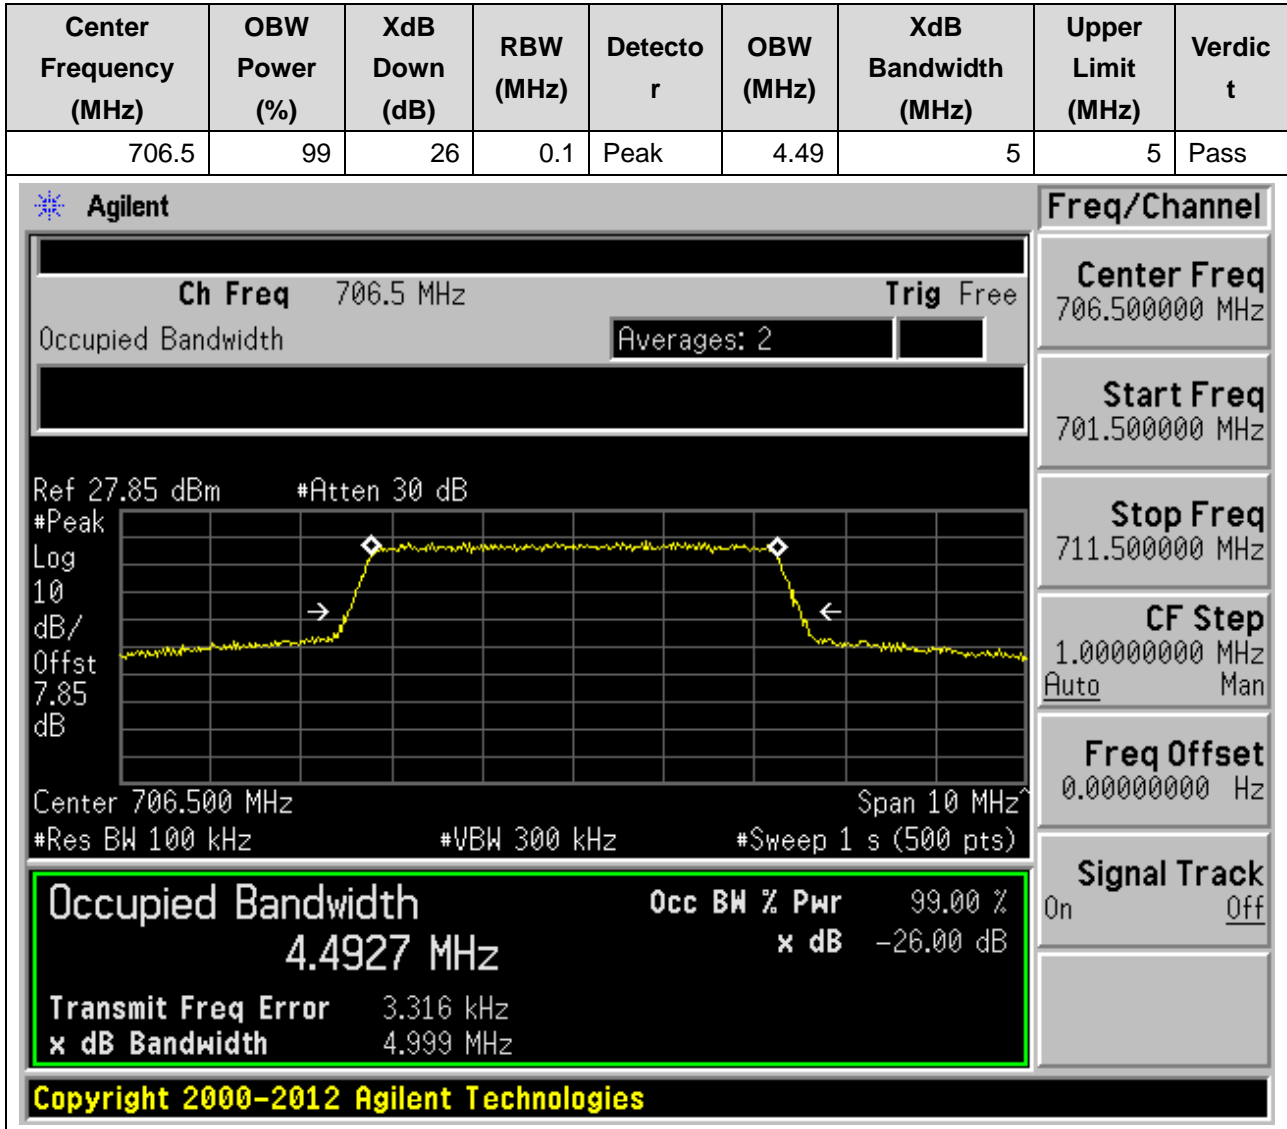 Center Frequency (MHz) OBW Power (%) XdB Down (dB) RBW (MHz) Detecto r OBW (MHz) XdB Bandwidth (MHz) Upper Limit (MHz) Verdic t
706.5 99 26 0.1 Peak 4.49 5 5 Pass
Agilent
Freq/Channel
Ch Freq 706.5 MHz Trig Free
Occupied Bandwidth Averages: 2
Ref 27.85 dBm #Atten 30 dB
#Peak
Log
10
dB/
Offst
7.85
dB
Center 706.500 MHz Span 10 MHz^
#Res BW 100 kHz #VBW 300 kHz #Sweep 1 s (500 pts)
Occupied Bandwidth Occ BW % Pwr 99.00 %
4.4927 MHz x dB -26.00 dB
Transmit Freq Error 3.316 kHz
x dB Bandwidth 4.999 MHz
Center Freq
706.500000 MHz
Start Freq
701.500000 MHz
Stop Freq
711.500000 MHz
CF Step
1.00000000 MHz
Auto Man
Freq Offset
0.00000000 Hz
Signal Track
On Off
Copyright 2000-2012 Agilent Technologies